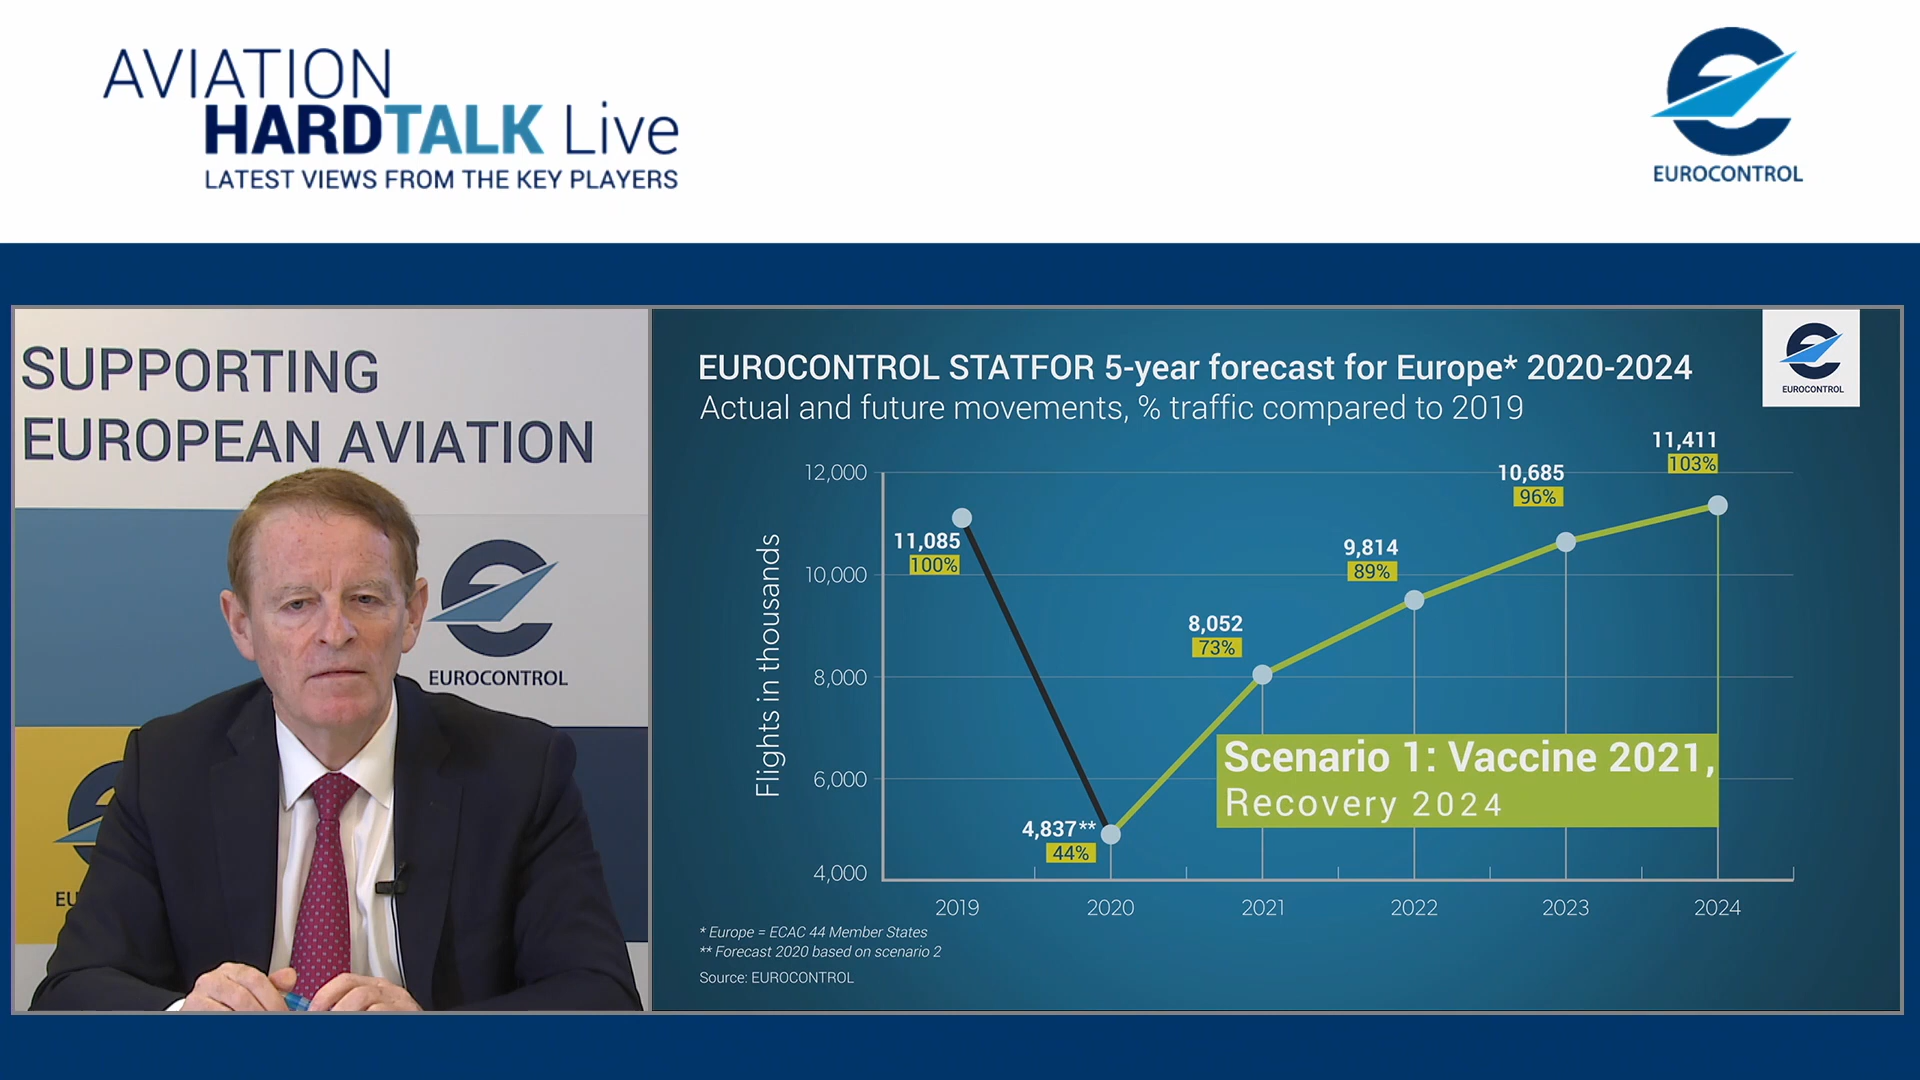 AVIATION
HARDTALK Live
LATEST VIEWS FROM THE KEY PLAYERS
EUROCONTROL
SUPPORTING
EUROPEAN AVIATION
EUROCONTROL
EU
EUROCONTROL STATFOR 5-year forecast for Europe* 2020-2024
Actual and future movements, % traffic compared to 2019
EUROCONTROL
Flights in thousands
12,000
10,000
8,000
6,000
4,000
11,085
100%
4,837**
44%
8,052
73%
9,814
89%
10,685
96%
11,411
103%
Scenario 1: Vaccine 2021,
Recovery 2024
2019 2020 2021 2022 2023 2024
* Europe = ECAC 44 Member States
** Forecast 2020 based on scenario 2
Source: EUROCONTROL